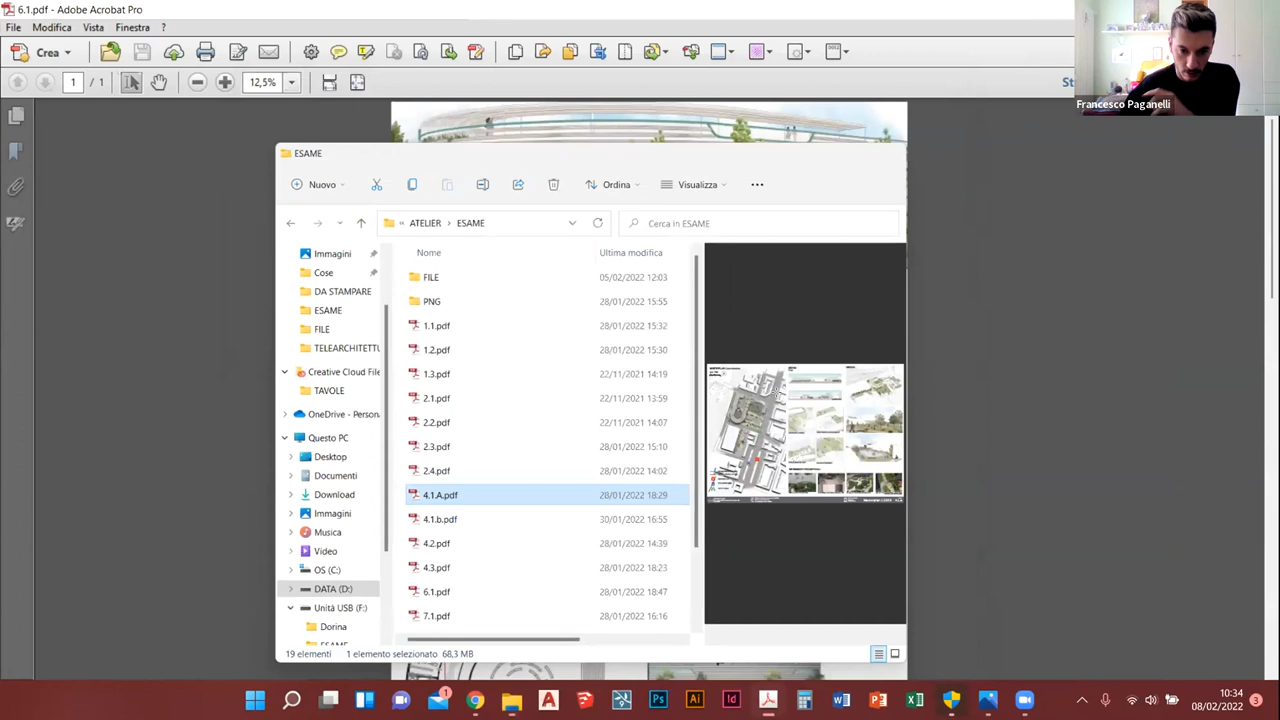 6.1.pdf - Adobe Acrobat Pro
File Modifica Vista Finestra ?
Crea
1 / 1 12,5%
Francesco Paganelli
ESAME
Nuovo Ordina Visualizza
ATELIER > ESAME Cerca in ESAME
Nome Ultima modifica
Immagini
Cose
DA STAMPARE
ESAME
FILE
TELEARCHITETTU
Creative Cloud File
TAVOLE
OneDrive - Persona
Questo PC
Desktop
Documenti
Download
Immagini
Musica
Video
OS (C:)
DATA (D:)
Unità USB (F:)
Dorina
ESAME
FILE 05/02/2022 12:03
PNG 28/01/2022 15:55
1.1.pdf 28/01/2022 15:32
1.2.pdf 28/01/2022 15:30
1.3.pdf 22/11/2021 14:19
2.1.pdf 22/11/2021 13:59
2.2.pdf 22/11/2021 14:07
2.3.pdf 28/01/2022 15:10
2.4.pdf 28/01/2022 14:02
4.1.A.pdf 28/01/2022 18:29
4.1.b.pdf 30/01/2022 16:55
4.2.pdf 28/01/2022 14:39
4.3.pdf 28/01/2022 18:23
6.1.pdf 28/01/2022 18:47
7.1.pdf 28/01/2022 16:16
19 elementi 1 elemento selezionato 68,3 MB
1
Ps Ai Id
10:34
08/02/2022
3